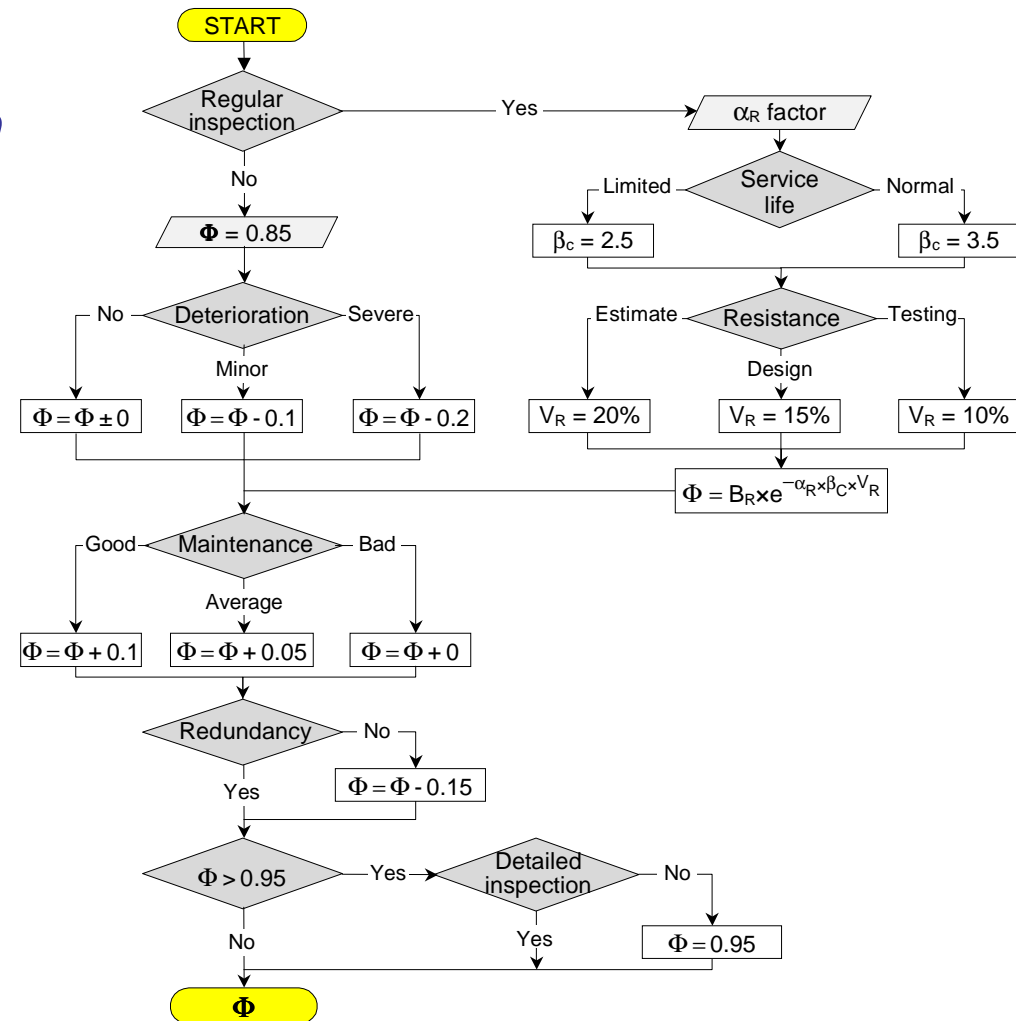 START
Regular
inspection
Yes
αR factor
No
Service
life
Limited
Normal
Φ = 0.85
βc = 2.5
βc = 3.5
Deterioration
No
Severe
Minor
Resistance
Estimate
Testing
Design
Φ = Φ ± 0
Φ = Φ - 0.1
Φ = Φ - 0.2
VR = 20%
VR = 15%
VR = 10%
Φ = BR×e−αR×βC×VR
Good
Maintenance
Bad
Average
Φ = Φ + 0.1
Φ = Φ + 0.05
Φ = Φ + 0
Redundancy
No
Φ = Φ - 0.15
Yes
Φ > 0.95
Yes
Detailed
inspection
No
No
Yes
Φ = 0.95
Φ